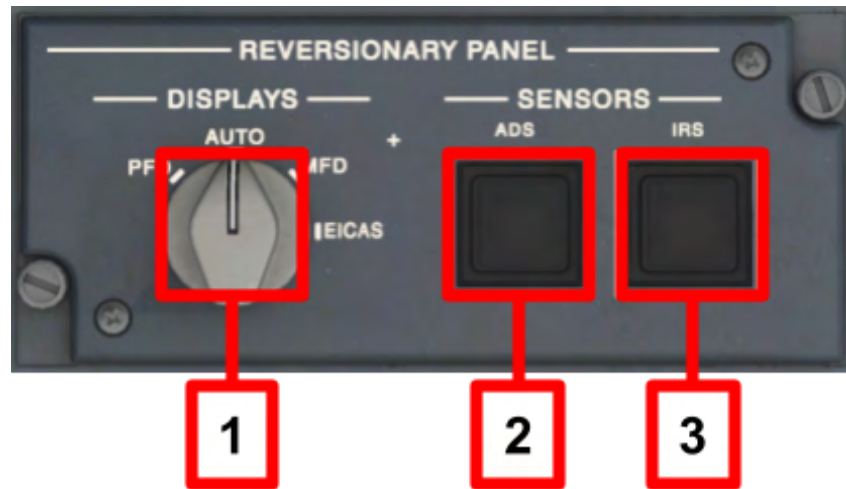 REVERSIONARY PANEL
DISPLAYS SENSORS
AUTO ADS IRS
PFD MFD
EICAS
1 2 3